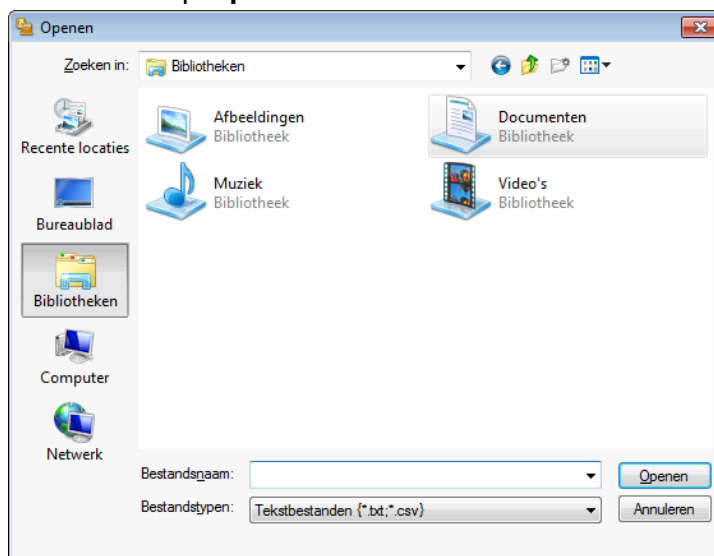 Openen
Zoeken in:
Bibliotheken
Recente locaties
Bureaublad
Bibliotheken
Computer
Netwerk
Afbeeldingen
Bibliotheek
Documenten
Bibliotheek
Muziek
Bibliotheek
Video's
Bibliotheek
Bestandsnaam:
Openen
Bestandstypen:
Tekstbestanden {*.txt;*.csv}
Annuleren